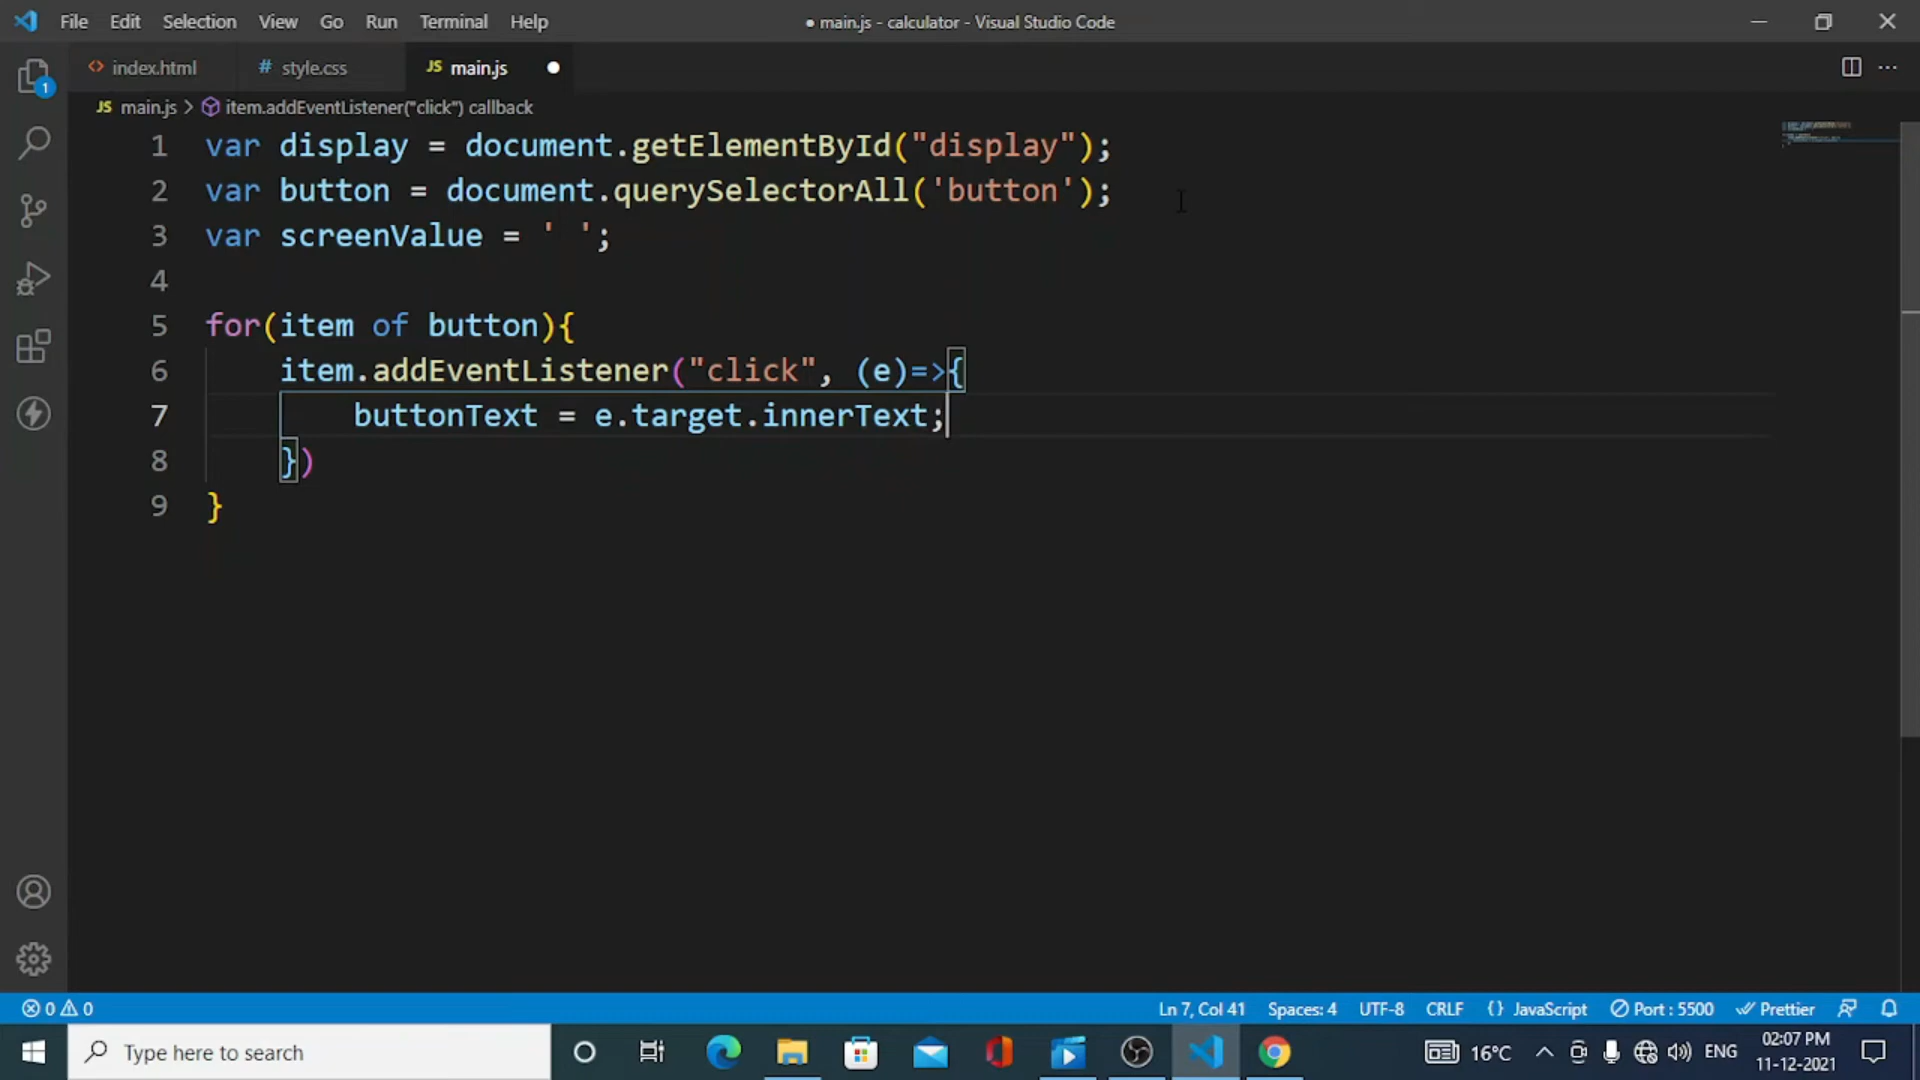 File Edit Selection View Go Run Terminal Help
● main.js - calculator - Visual Studio Code
<> index.html
# style.css
JS main.js ●
JS main.js > item.addEventListener("click") callback
1 var display = document.getElementById("display");
2 var button = document.querySelectorAll('button');
3 var screenValue = ' ';
4
5 for(item of button){
6 item.addEventListener("click", (e)=>{
7 buttonText = e.target.innerText;
8 })
9 }
1
0 0
Ln 7, Col 41 Spaces: 4 UTF-8 CRLF {} JavaScript Port : 5500 Prettier
Type here to search
16°C
ENG
02:07 PM
11-12-2021